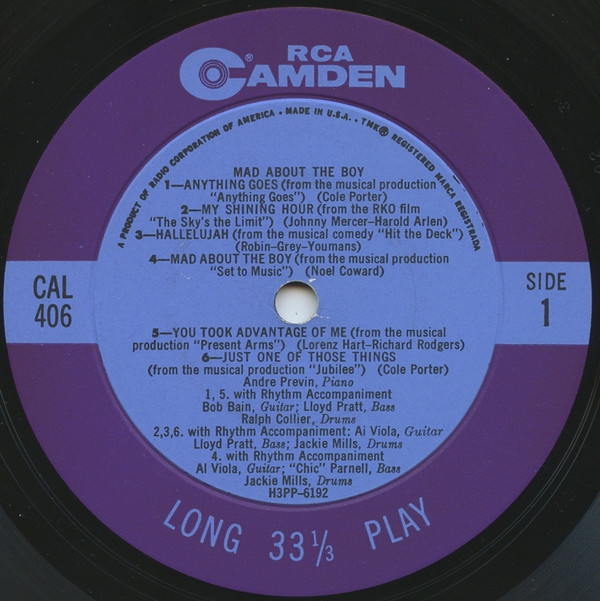 RCA
CAMDEN®
A PRODUCT OF RADIO CORPORATION OF AMERICA • MADE IN U.S.A. • TMK® REGISTERED MARCA REGISTRADA
MAD ABOUT THE BOY
1—ANYTHING GOES (from the musical production
"Anything Goes") (Cole Porter)
2—MY SHINING HOUR (from the RKO film
"The Sky's the Limit") (Johnny Mercer-Harold Arlen)
3—HALLELUJAH (from the musical comedy "Hit the Deck")
(Robin-Grey-Youmans)
4—MAD ABOUT THE BOY (from the musical production
"Set to Music") (Noel Coward)
CAL
406
SIDE
1
5—YOU TOOK ADVANTAGE OF ME (from the musical
production "Present Arms") (Lorenz Hart-Richard Rodgers)
6—JUST ONE OF THOSE THINGS
(from the musical production "Jubilee") (Cole Porter)
Andre Previn, Piano
1, 5. with Rhythm Accompaniment
Bob Bain, Guitar; Lloyd Pratt, Bass
Ralph Collier, Drums
2,3,6. with Rhythm Accompaniment: Al Viola, Guitar
Lloyd Pratt, Bass; Jackie Mills, Drums
4. with Rhythm Accompaniment
Al Viola, Guitar; "Chic" Parnell, Bass
Jackie Mills, Drums
H3PP-6192
LONG 33⅓ PLAY